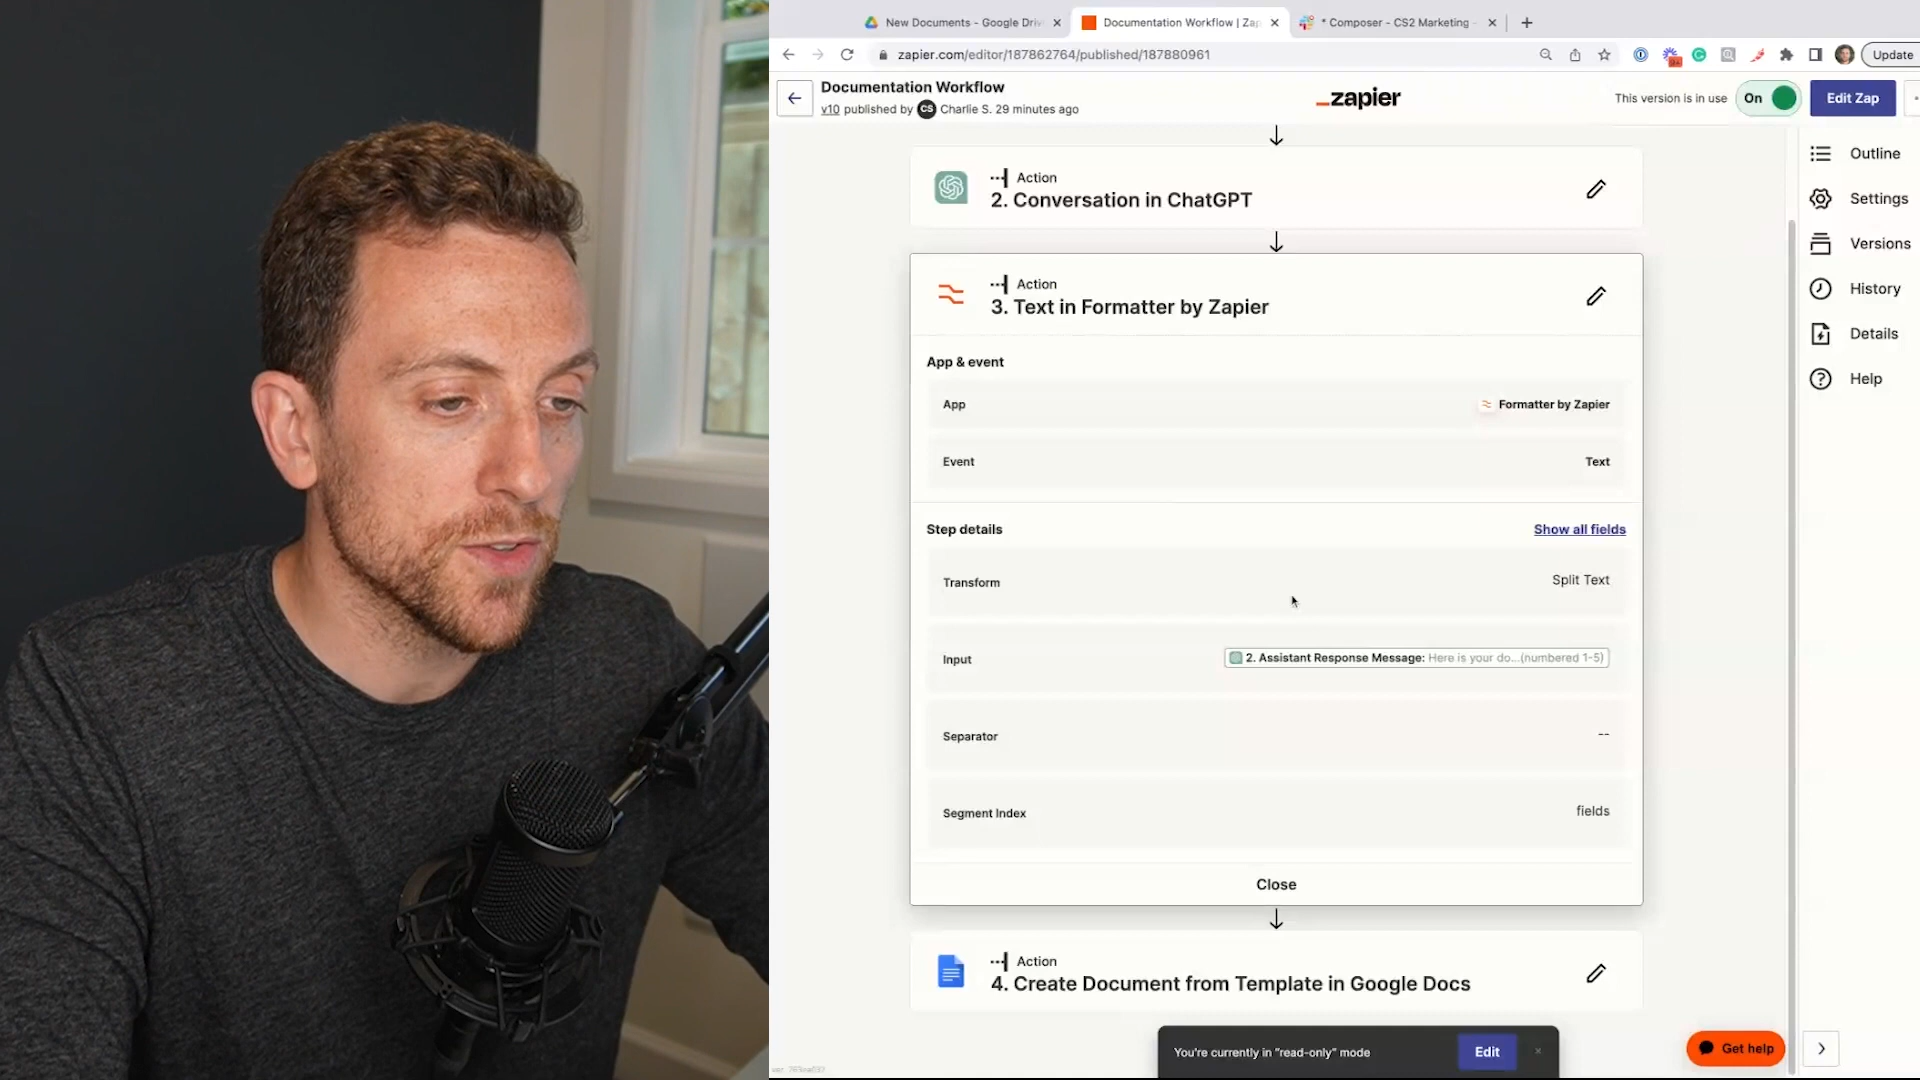 New Documents - Google Driv
Documentation Workflow | Zap
* Composer - CS2 Marketing -
zapier.com/editor/187862764/published/187880961
Update
Documentation Workflow
v10 published by CS Charlie S. 29 minutes ago
zapier
This version is in use
On
Edit Zap
Action
2. Conversation in ChatGPT
Action
3. Text in Formatter by Zapier
App & event
App
Formatter by Zapier
Event
Text
Step details
Show all fields
Transform
Split Text
Input
2. Assistant Response Message: Here is your do...(numbered 1-5)
Separator
--
Segment Index
fields
Close
Action
4. Create Document from Template in Google Docs
Outline
Settings
Versions
History
Details
Help
You're currently in "read-only" mode
Edit
Get help